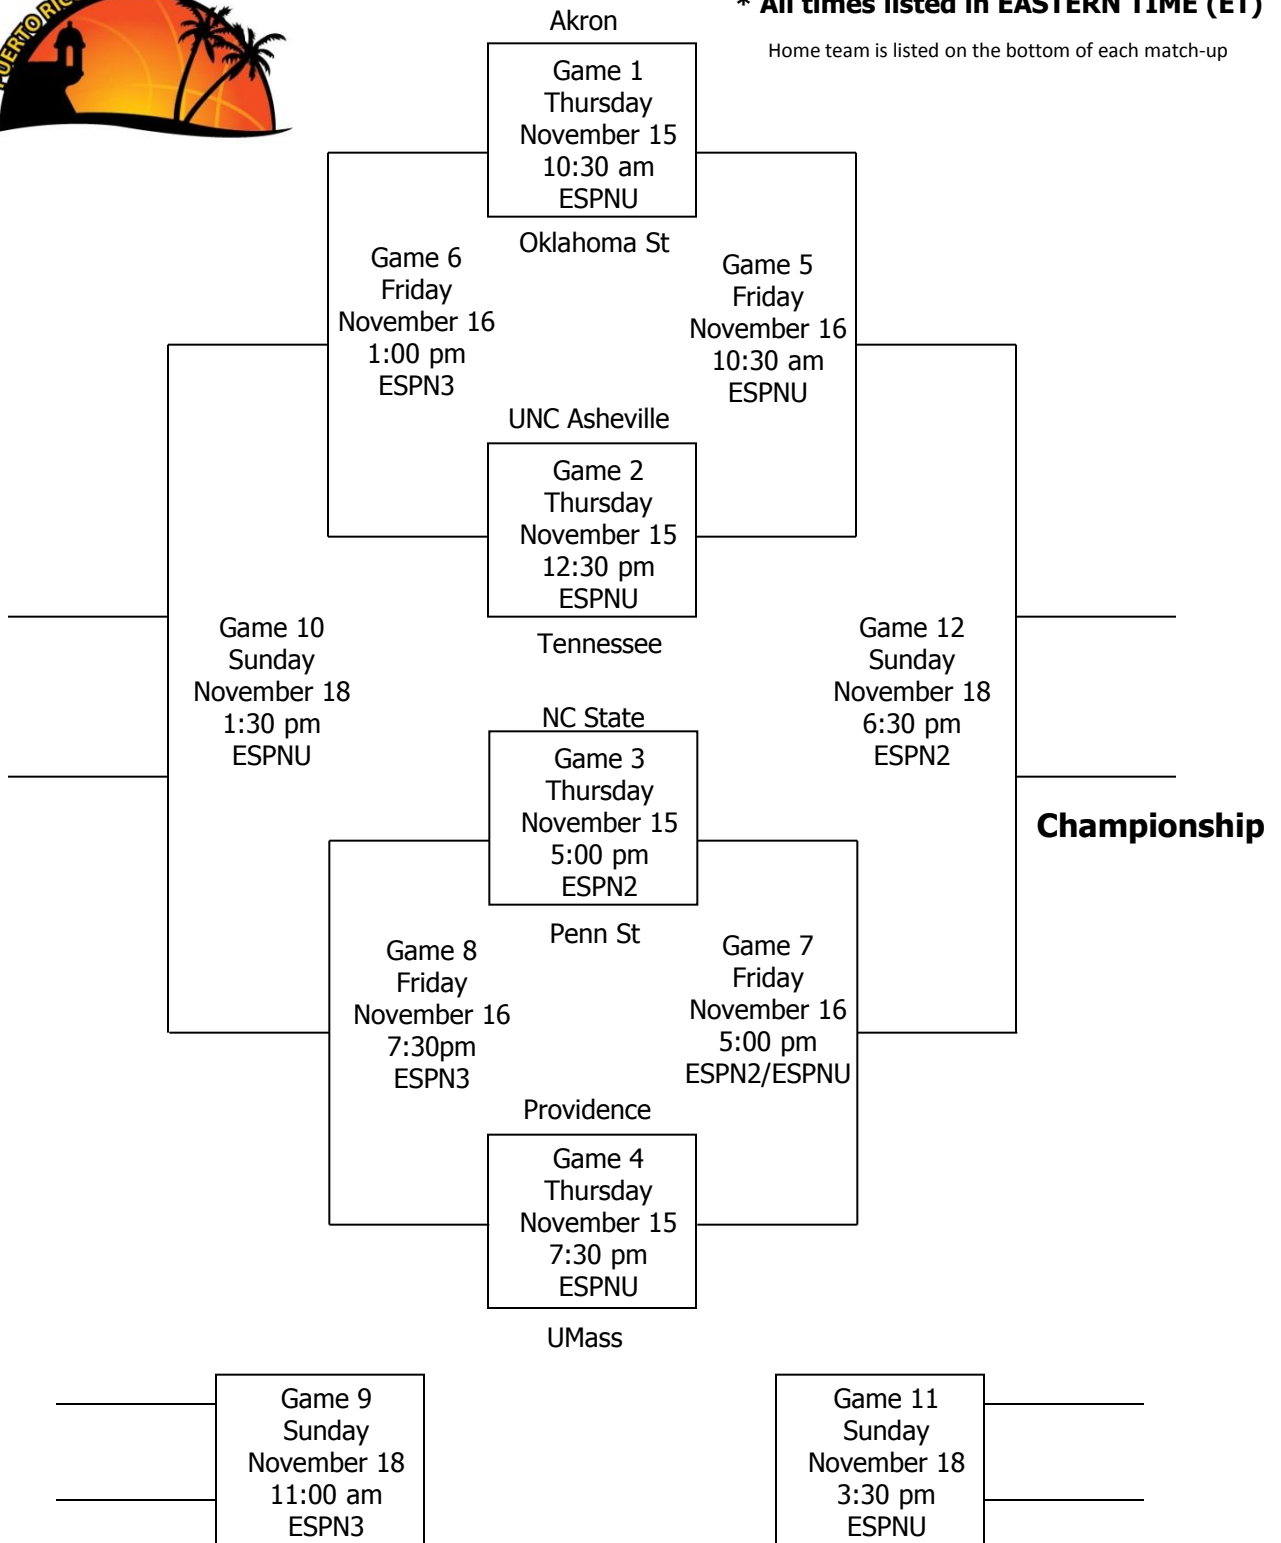 PUERTO RICO
* All times listed in EASTERN TIME (ET)
Home team is listed on the bottom of each match-up
Akron
Game 1
Thursday
November 15
10:30 am
ESPNU
Oklahoma St
Game 6
Friday
November 16
1:00 pm
ESPN3
Game 5
Friday
November 16
10:30 am
ESPNU
UNC Asheville
Game 2
Thursday
November 15
12:30 pm
ESPNU
Tennessee
Game 10
Sunday
November 18
1:30 pm
ESPNU
Game 12
Sunday
November 18
6:30 pm
ESPN2
Championship
NC State
Game 3
Thursday
November 15
5:00 pm
ESPN2
Penn St
Game 8
Friday
November 16
7:30pm
ESPN3
Game 7
Friday
November 16
5:00 pm
ESPN2/ESPNU
Providence
Game 4
Thursday
November 15
7:30 pm
ESPNU
UMass
Game 9
Sunday
November 18
11:00 am
ESPN3
Game 11
Sunday
November 18
3:30 pm
ESPNU